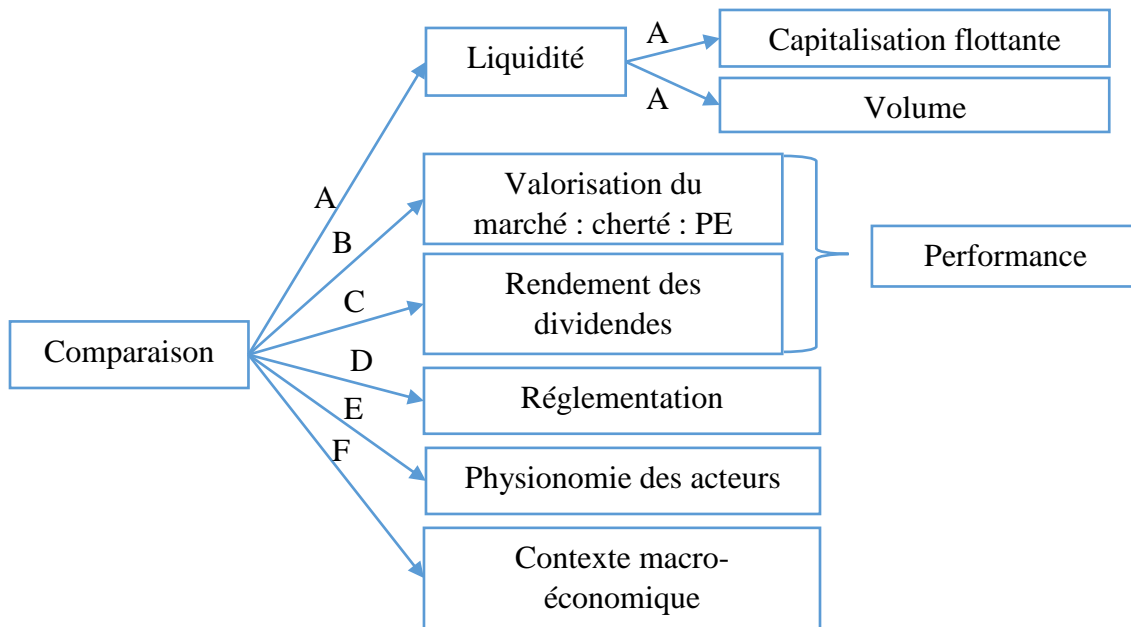 A
Capitalisation flottante
Liquidité
A
Volume
A
Valorisation du
marché : cherté : PE
B
Performance
Rendement des
dividendes
C
Comparaison
D
Réglementation
E
F
Physionomie des acteurs
Contexte macro-
économique